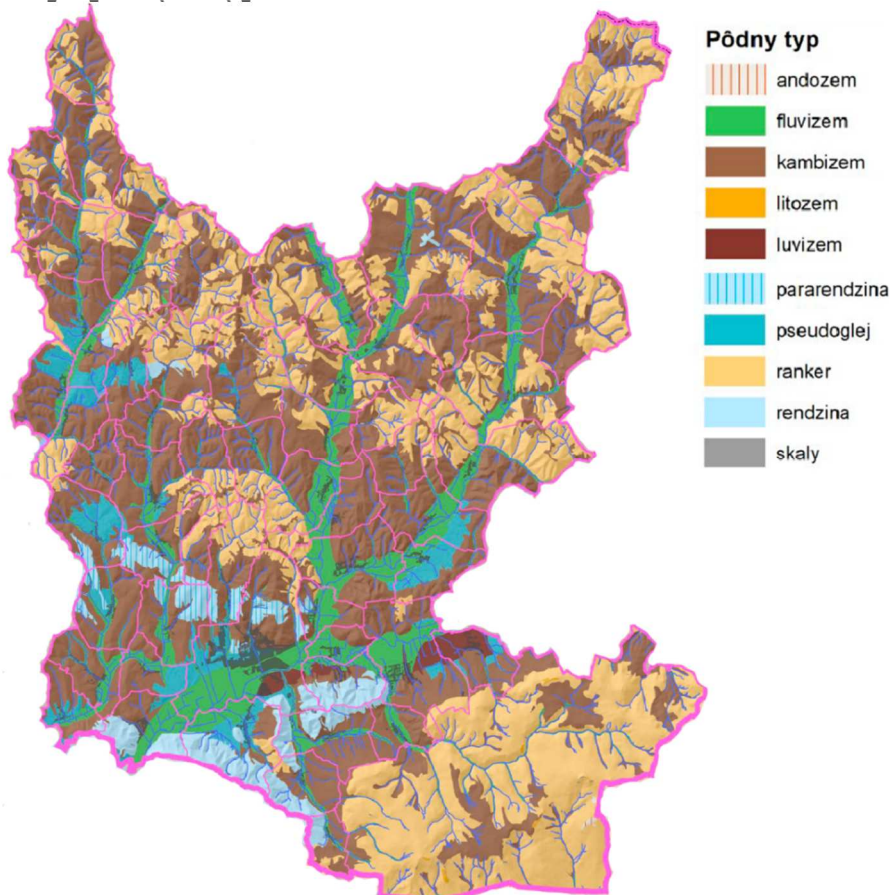 Pôdny typ
andozem
fluvizem
kambizem
litozem
luvizem
pararendzina
pseudoglej
ranker
rendzina
skaly